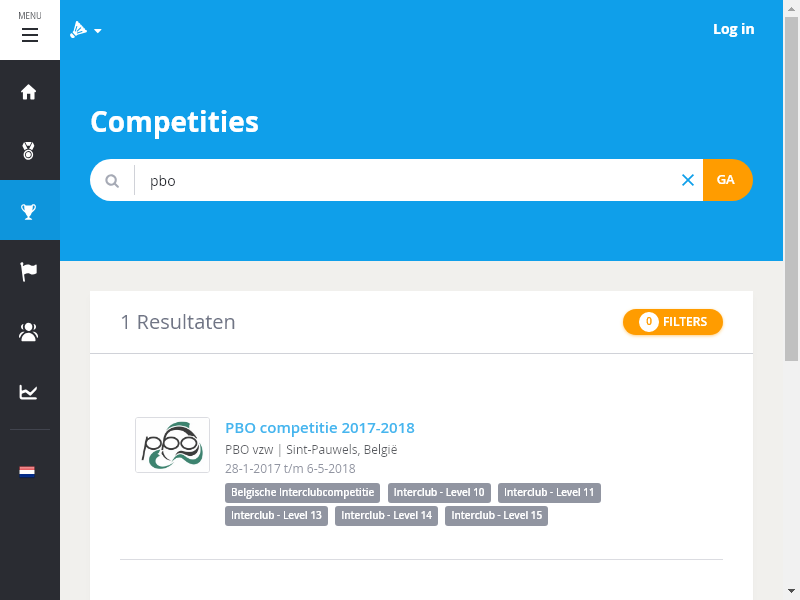 MENU
Log in
Competities
pbo
GA
1 Resultaten
0 FILTERS
pbo
PBO competitie 2017-2018
PBO vzw | Sint-Pauwels, België
28-1-2017 t/m 6-5-2018
Belgische Interclubcompetitie Interclub - Level 10 Interclub - Level 11
Interclub - Level 13 Interclub - Level 14 Interclub - Level 15